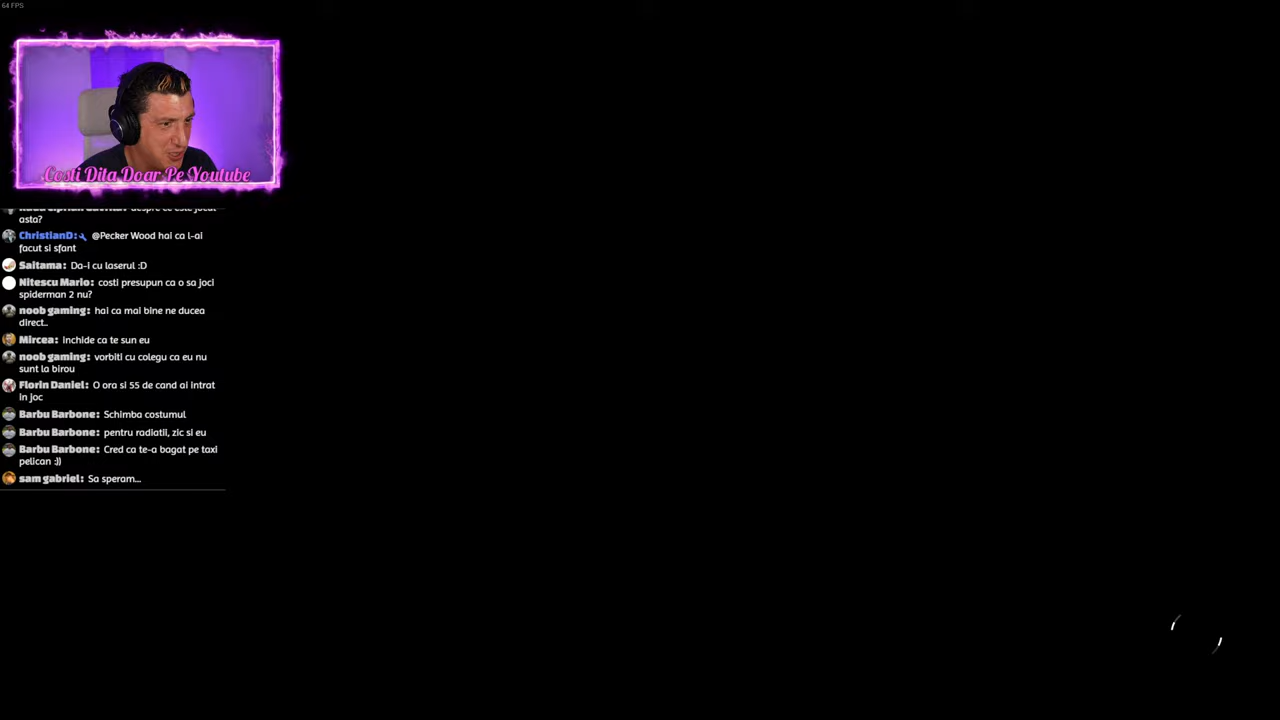 64 FPS
Costi Dita Doar Pe Youtube
despre ce este jocul
asta?
ChristianD: @Pecker Wood hai ca l-ai
facut si sfant
Saitama: Da-i cu laserul :D
Nitescu Mario: costi presupun ca o sa joci
spiderman 2 nu?
noob gaming: hai ca mai bine ne ducea
direct..
Mircea: inchide ca te sun eu
noob gaming: vorbiti cu colegu ca eu nu
sunt la birou
Florin Daniel: O ora si 55 de cand ai intrat
in joc
Barbu Barbone: Schimba costumul
Barbu Barbone: pentru radiatii, zic si eu
Barbu Barbone: Cred ca te-a bagat pe taxi
pelican :))
sam gabriel: Sa speram...